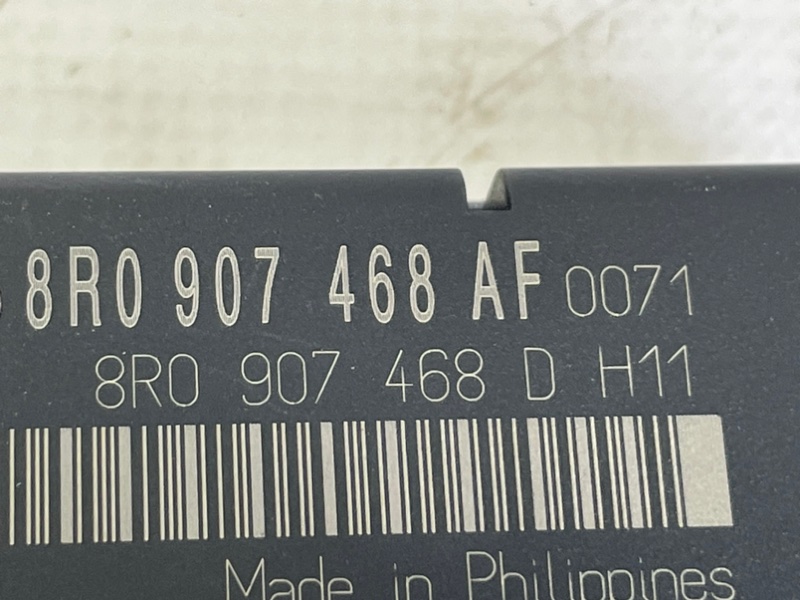 8R0 907 468 AF 0071
8R0 907 468 D H11
Made in Philippines